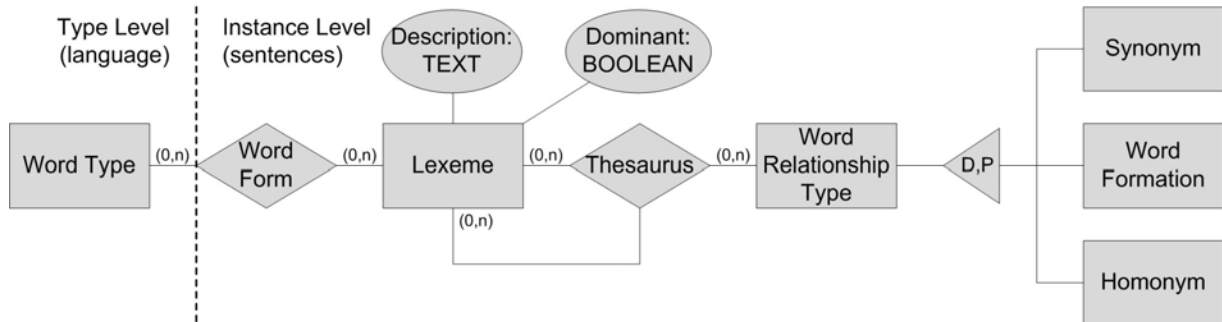 Type Level
(language)
Instance Level
(sentences)
Description:
TEXT
Dominant:
BOOLEAN
Synonym
Word Type
(0,n)
Word
Form
(0,n)
Lexeme
(0,n)
Thesaurus
(0,n)
Word
Relationship
Type
D,P
Word
Formation
(0,n)
Homonym